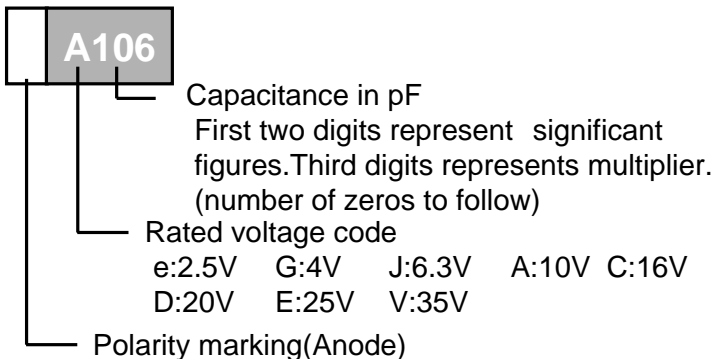 A106
Capacitance in pF
First two digits represent significant
figures.Third digits represents multiplier.
(number of zeros to follow)
Rated voltage code
e:2.5V G:4V J:6.3V A:10V C:16V
D:20V E:25V V:35V
Polarity marking(Anode)